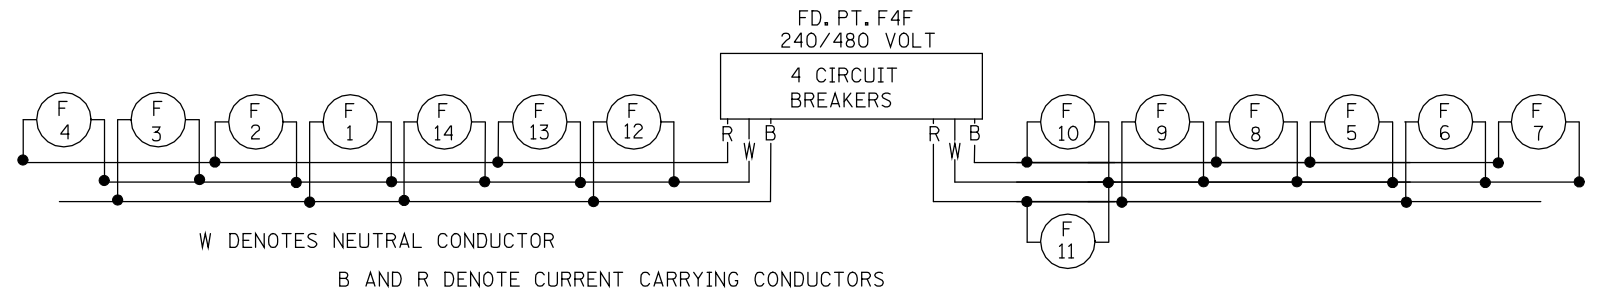 FD. PT. F4F
240/480 VOLT
4 CIRCUIT
BREAKERS
F
4
F
3
F
2
F
1
F
14
F
13
F
12
R
W
B
R
W
B
F
10
F
9
F
8
F
5
F
6
F
7
F
11
W DENOTES NEUTRAL CONDUCTOR
B AND R DENOTE CURRENT CARRYING CONDUCTORS